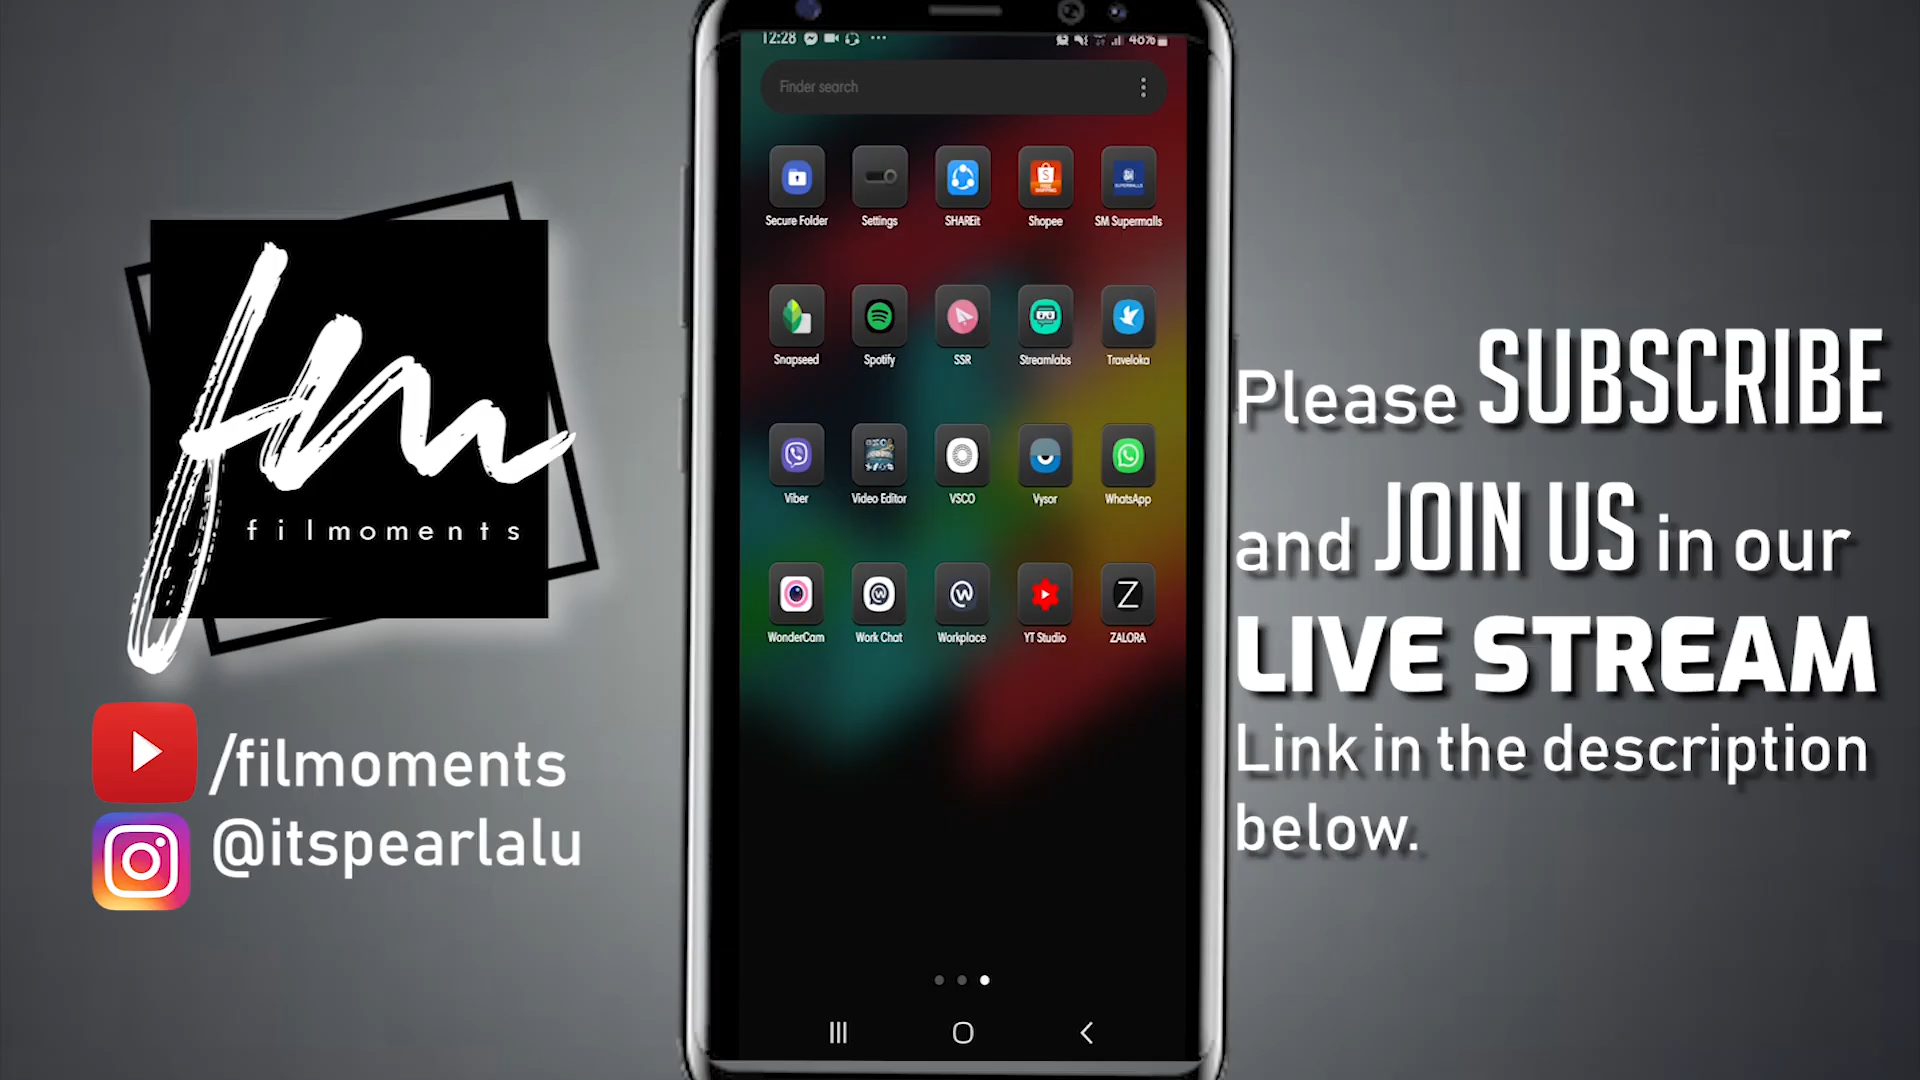 fm
filmoments
/filmoments
@itspearlalu
12:28
48%
Finder search
Secure Folder
Settings
SHAREit
Shopee
SM Supermalls
Snapseed
Spotify
SSR
Streamlabs
Traveloka
Viber
Video Editor
VSCO
Vysor
WhatsApp
WonderCam
Work Chat
Workplace
YT Studio
ZALORA
Please SUBSCRIBE
and JOIN US in our
LIVE STREAM
Link in the description
below.